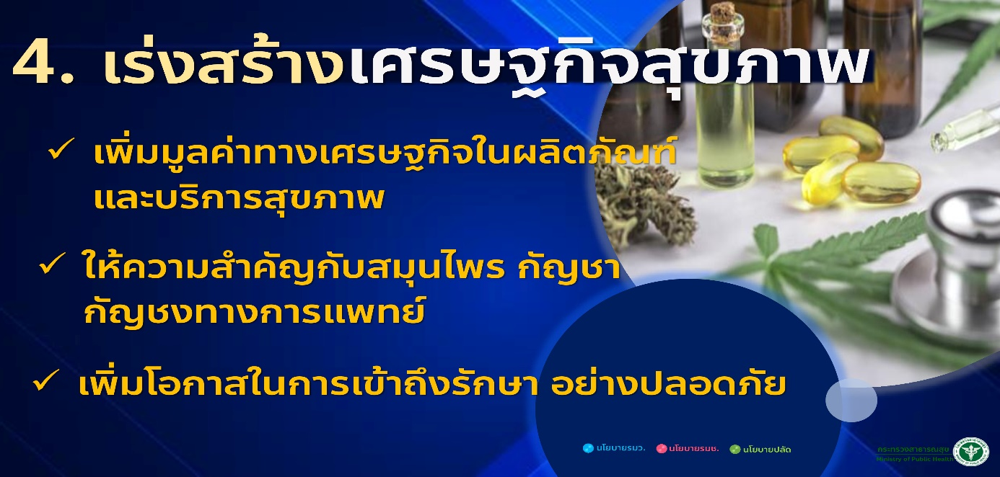 4. เร่งสร้างเศรษฐกิจสุขภาพ
✓ เพิ่มมูลค่าทางเศรษฐกิจในผลิตภัณฑ์
และบริการสุขภาพ
✓ ให้ความสำคัญกับสมุนไพร กัญชา
กัญชงทางการแพทย์
✓ เพิ่มโอกาสในการเข้าถึงรักษา อย่างปลอดภัย
นโยบายรมว. นโยบายรมช. นโยบายปลัด
กระทรวงสาธารณสุข
Ministry of Public Health